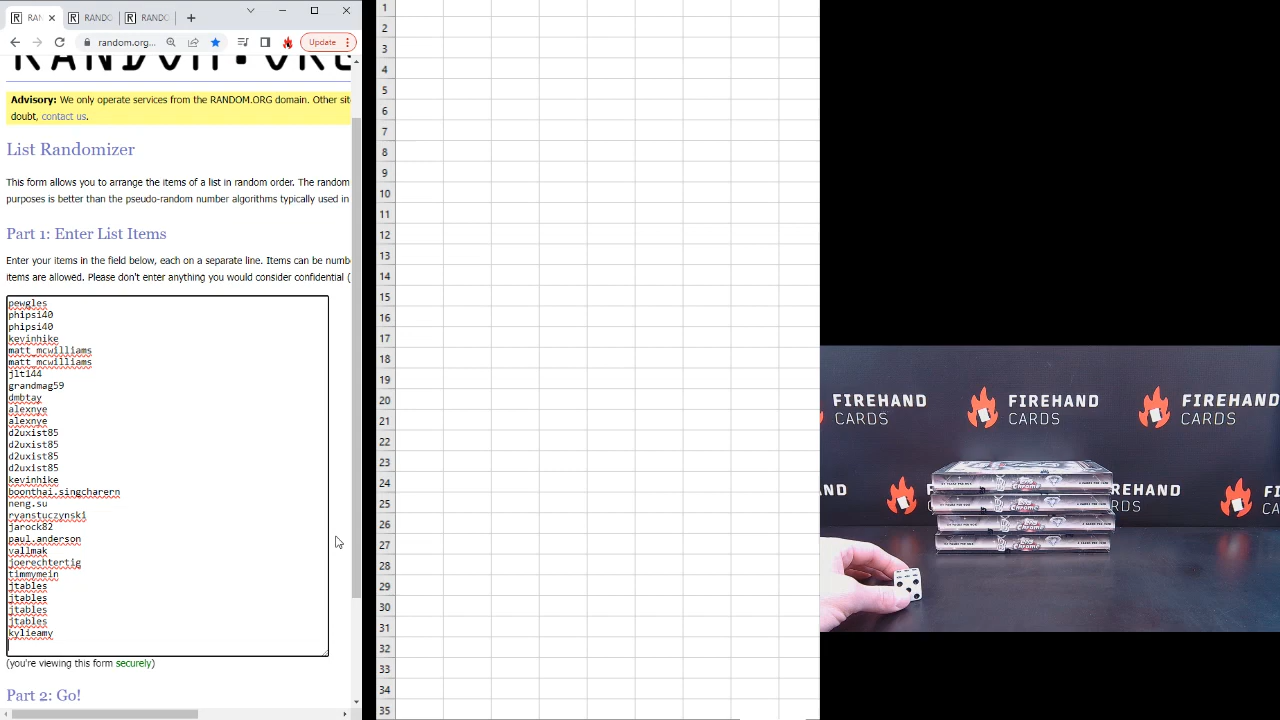 RAN
RANDO
RANDO
random.org...
Update
RANDOM.ORG
Advisory: We only operate services from the RANDOM.ORG domain. Other sit
doubt, contact us.
List Randomizer
This form allows you to arrange the items of a list in random order. The random
purposes is better than the pseudo-random number algorithms typically used in
Part 1: Enter List Items
Enter your items in the field below, each on a separate line. Items can be numb
items are allowed. Please don't enter anything you would consider confidential (
pewgles
phipsi40
phipsi40
kevinhike
matt_mcwilliams
matt_mcwilliams
jlti44
grandmag59
dmbtay
alexnye
alexnye
d2uxist85
d2uxist85
d2uxist85
d2uxist85
kevinhike
boonthai.singcharern
neng.su
ryanstuczynski
jarock82
paul.anderson
vallmak
joerechtertig
timmymein
jtables
jtables
jtables
jtables
kylieamy
(you're viewing this form securely)
Part 2: Go!
1
2
3
4
5
6
7
8
9
10
11
12
13
14
15
16
17
18
19
20
21
22
23
24
25
26
27
28
29
30
31
32
33
34
35
FIREHAND
CARDS
FIREHAND
CARDS
FIREHAND
CARDS
FIREHAND
CARDS
REHAND
CARDS